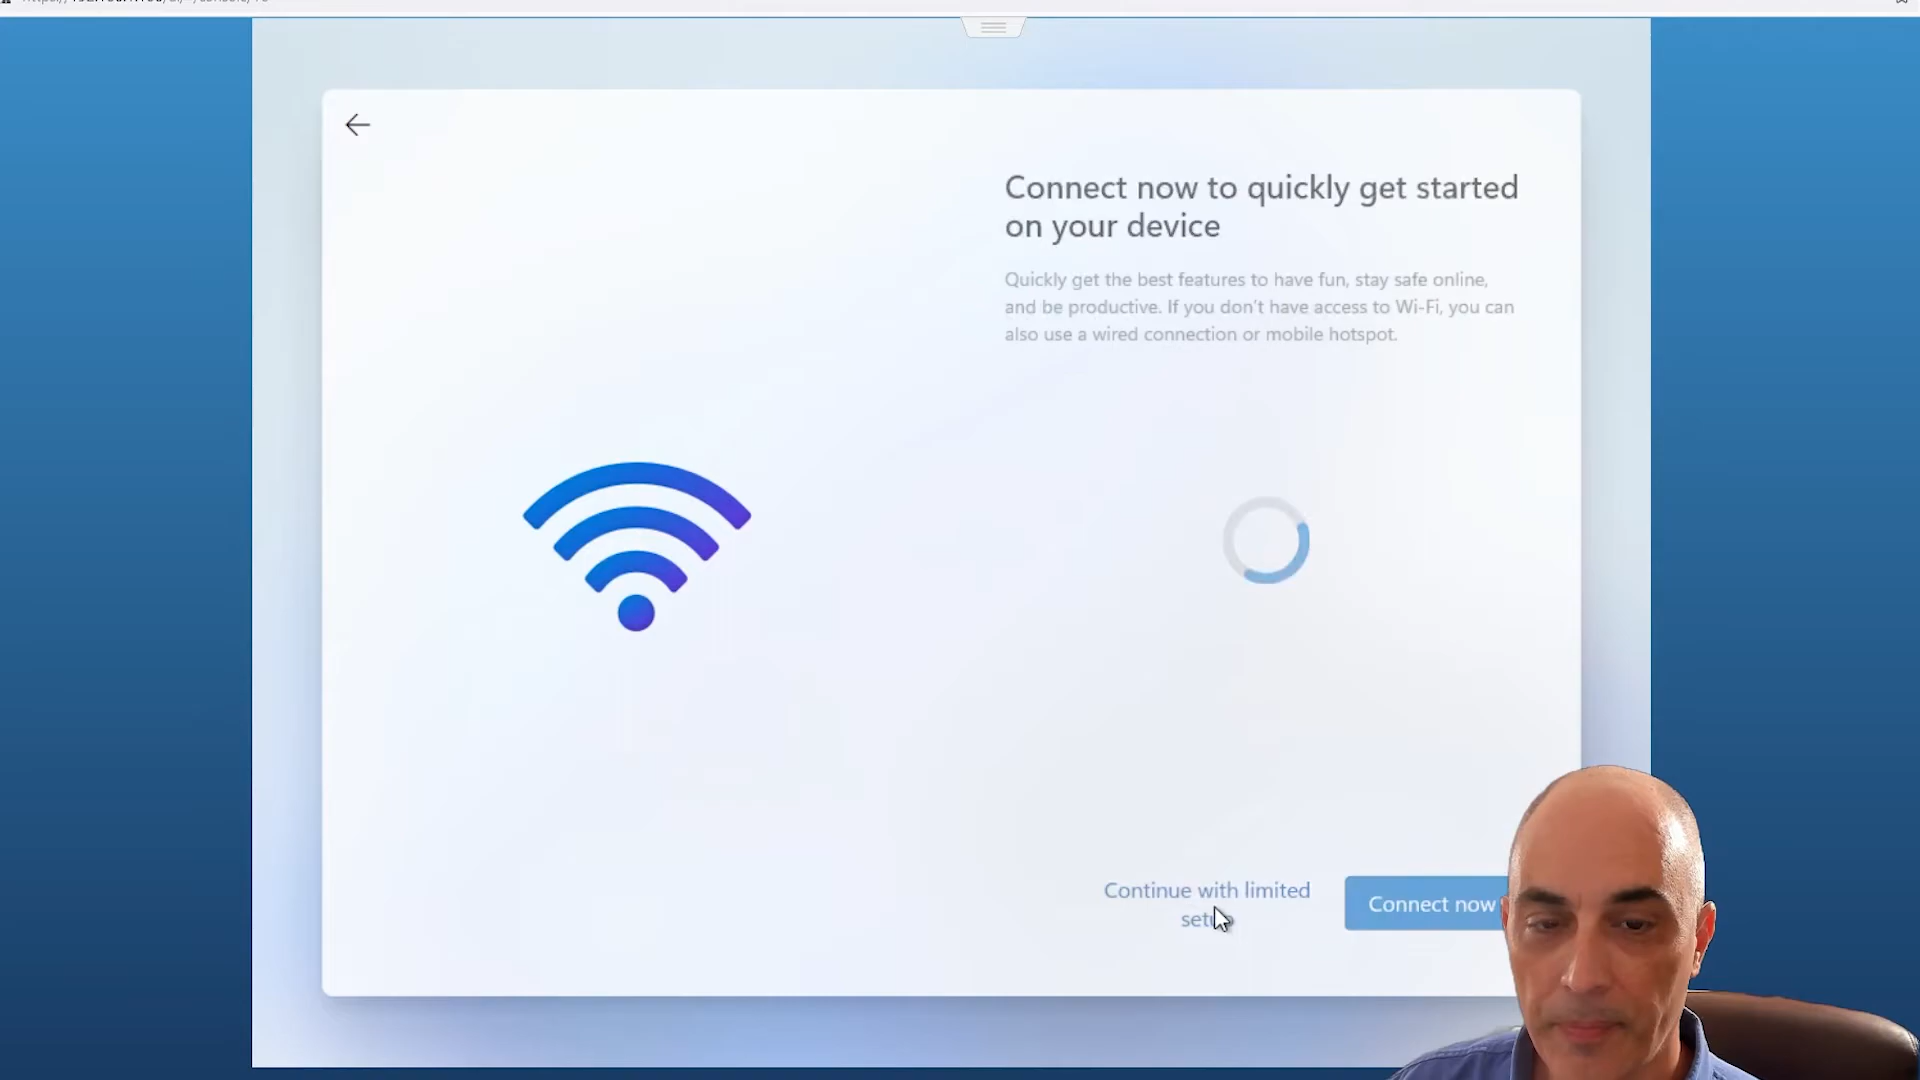 Connect now to quickly get started
on your device
Quickly get the best features to have fun, stay safe online,
and be productive. If you don't have access to Wi-Fi, you can
also use a wired connection or mobile hotspot.
Continue with limited
Connect now